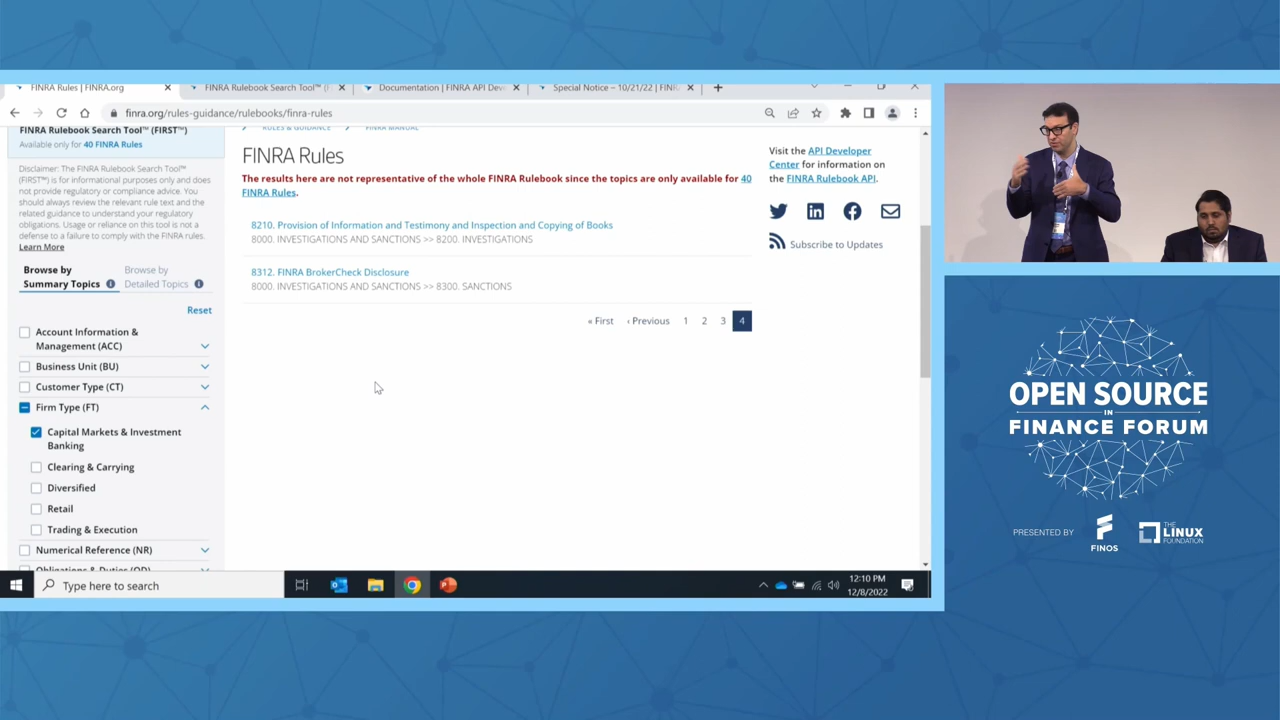 FINRA Rules | FINRA.org
FINRA Rulebook Search Tool™ (F
Documentation | FINRA API Deve
Special Notice – 10/21/22 | FINR
finra.org/rules-guidance/rulebooks/finra-rules
FINRA Rulebook Search Tool™ (FIRST™)
Available only for 40 FINRA Rules
Disclaimer: The FINRA Rulebook Search Tool™
(FIRST™) is for informational purposes only and does
not provide regulatory or compliance advice. You
should always review the relevant rule text and the
related guidance to understand your regulatory
obligations. Usage or reliance on this tool is not a
defense to a failure to comply with the FINRA rules.
Learn More
Browse by
Summary Topics
Browse by
Detailed Topics
Reset
Account Information &
Management (ACC)
Business Unit (BU)
Customer Type (CT)
Firm Type (FT)
Capital Markets & Investment
Banking
Clearing & Carrying
Diversified
Retail
Trading & Execution
Numerical Reference (NR)
Obligations & Duties (OD)
RULES & GUIDANCE
FINRA MANUAL
FINRA Rules
The results here are not representative of the whole FINRA Rulebook since the topics are only available for 40
FINRA Rules.
8210. Provision of Information and Testimony and Inspection and Copying of Books
8000. INVESTIGATIONS AND SANCTIONS >> 8200. INVESTIGATIONS
8312. FINRA BrokerCheck Disclosure
8000. INVESTIGATIONS AND SANCTIONS >> 8300. SANCTIONS
« First ‹ Previous 1 2 3 4
Visit the API Developer
Center for information on
the FINRA Rulebook API.
Subscribe to Updates
Type here to search
12:10 PM
12/8/2022
OPEN SOURCE
IN
FINANCE FORUM
PRESENTED BY
FINOS
THE
LINUX
FOUNDATION